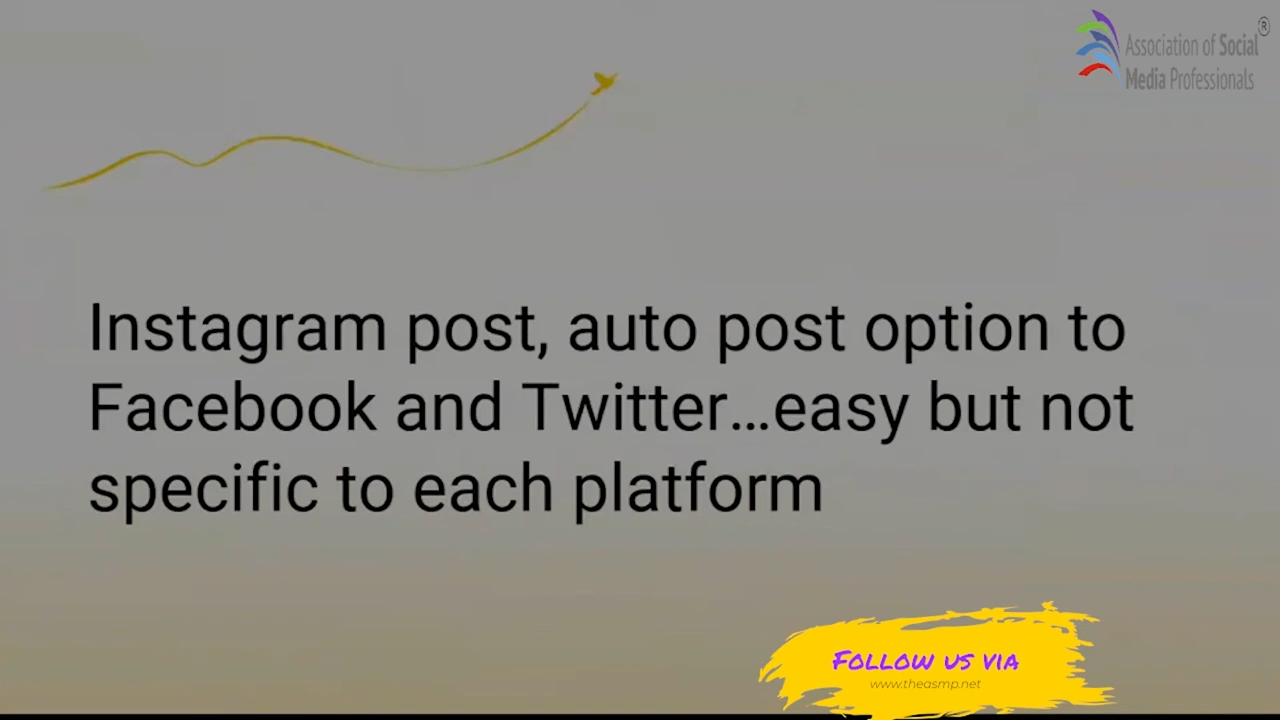 Association of Social ®
Media Professionals
Instagram post, auto post option to
Facebook and Twitter...easy but not
specific to each platform
Follow us via
www.theasmp.net